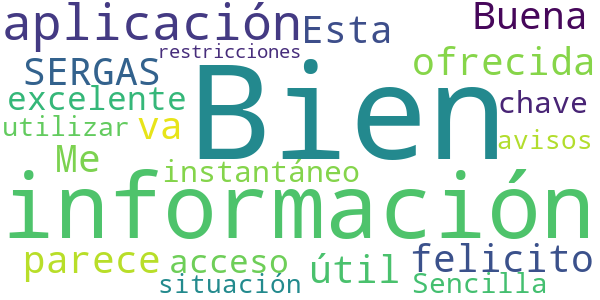 aplicación Esta Buena
restricciones
SERGAS Bien ofrecida
excelente chave
utilizar va avisos
Me instantáneo
información
parece acceso útil felicito
situación Sencilla